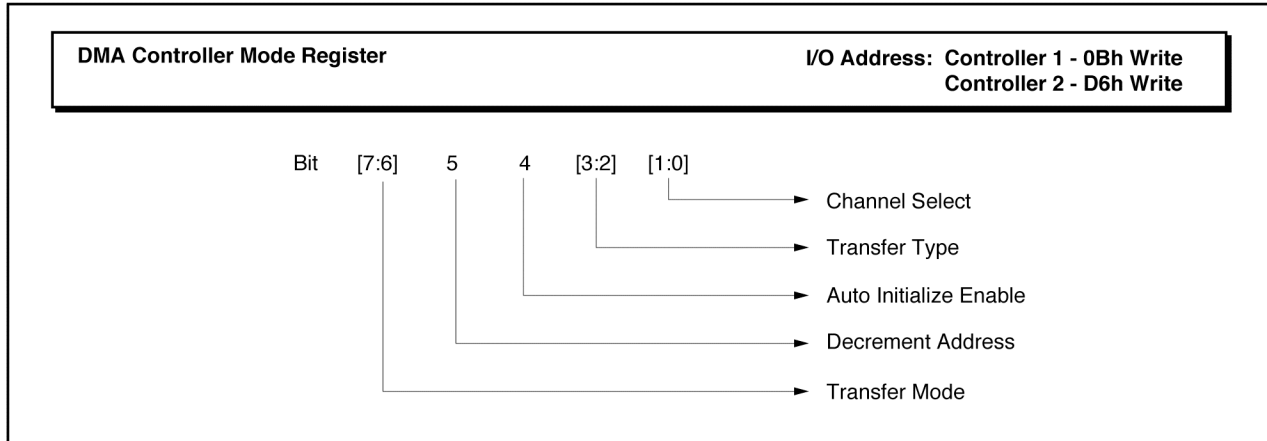 DMA Controller Mode Register
I/O Address: Controller 1 - 0Bh Write
Controller 2 - D6h Write
Bit [7:6] 5 4 [3:2] [1:0]
Channel Select
Transfer Type
Auto Initialize Enable
Decrement Address
Transfer Mode